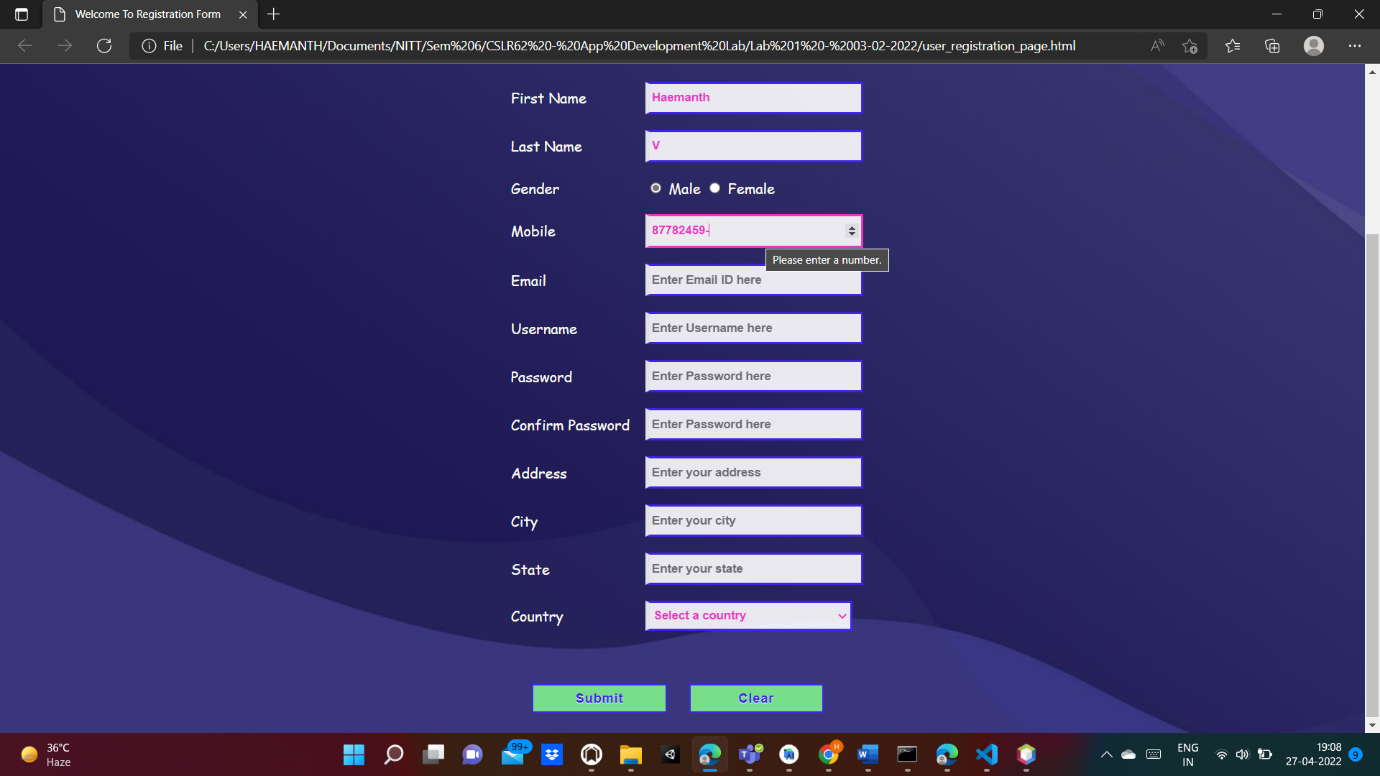 Welcome To Registration Form
File
C:/Users/HAEMANTH/Documents/NITT/Sem%206/CSLR62%20-%20App%20Development%20Lab/Lab%201%20-%2003-02-2022/user_registration_page.html
First Name Haemanth
Last Name V
Gender Male Female
Mobile 87782459-
Please enter a number.
Email Enter Email ID here
Username Enter Username here
Password Enter Password here
Confirm Password Enter Password here
Address Enter your address
City Enter your city
State Enter your state
Country Select a country
Submit Clear
36°C
Haze
99+
H
W
ENG
IN
19:08
27-04-2022
9